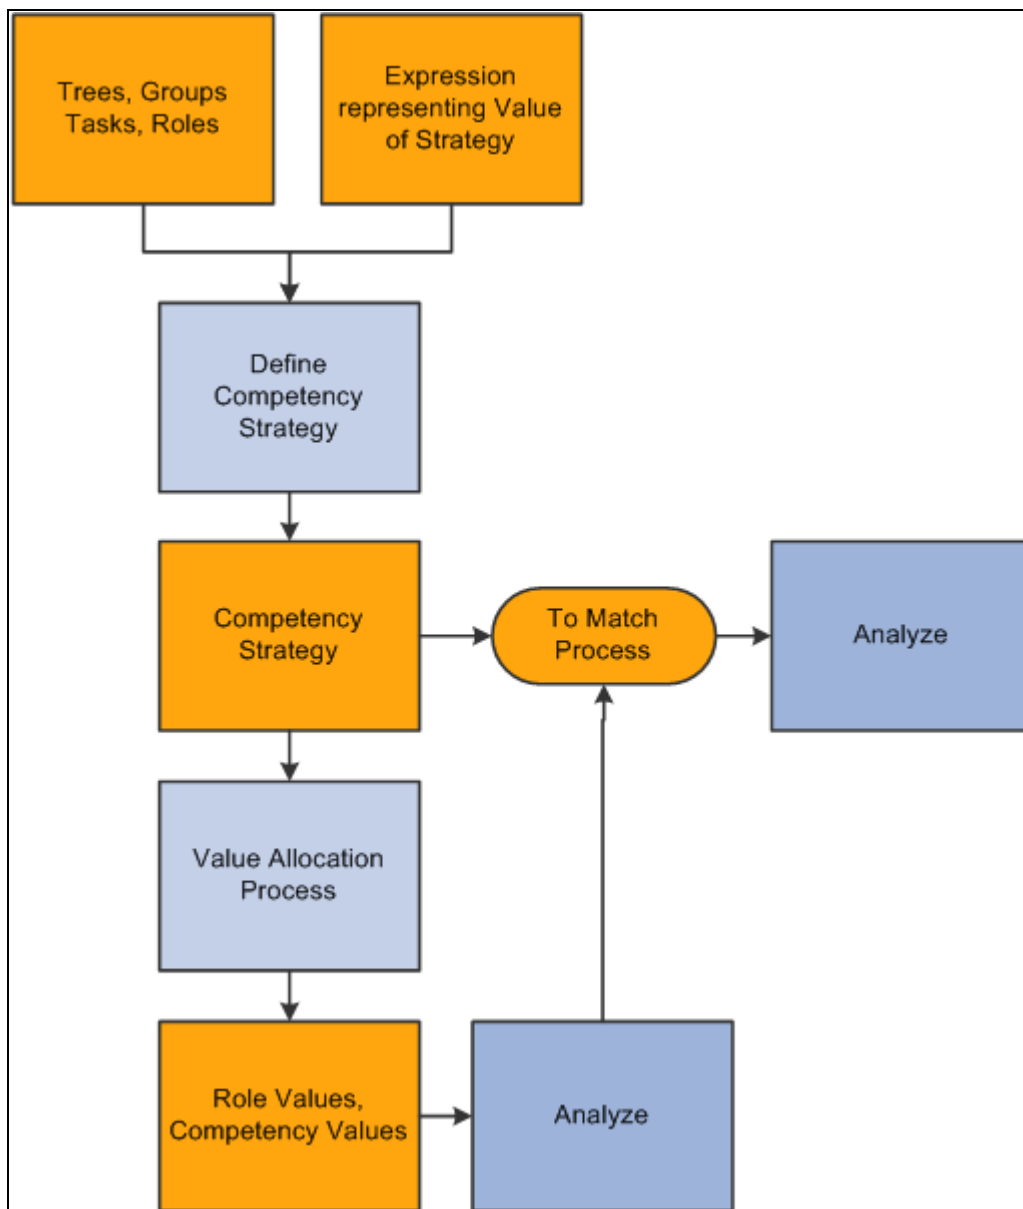 Trees, Groups
Tasks, Roles
Expression
representing Value
of Strategy
Define
Competency
Strategy
Competency
Strategy
To Match
Process
Analyze
Value Allocation
Process
Role Values,
Competency Values
Analyze